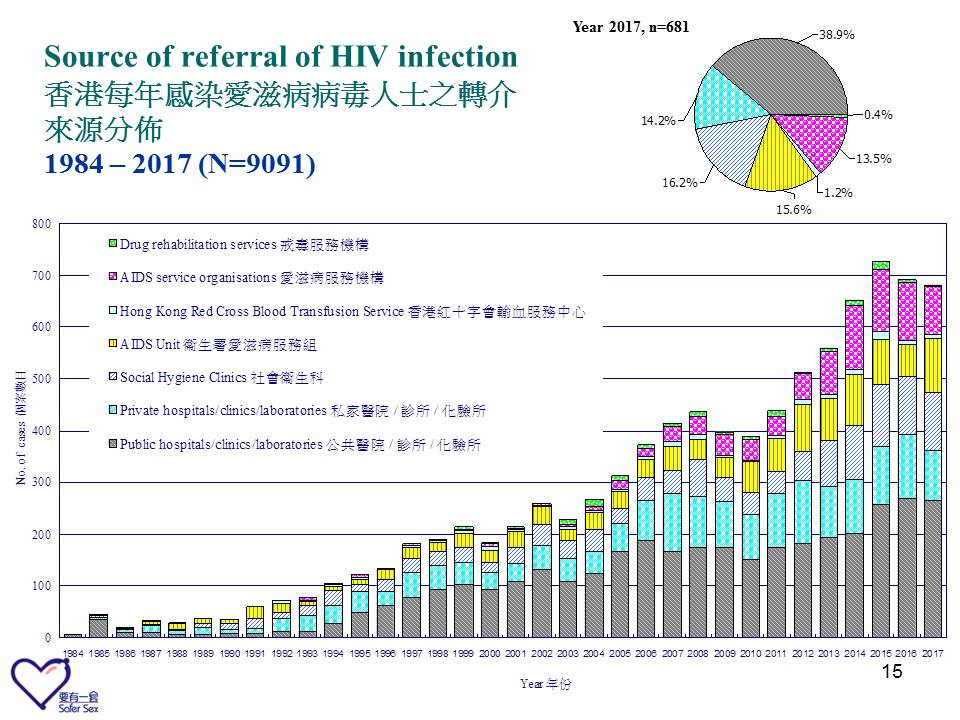 Source of referral of HIV infection
香港每年感染愛滋病病毒人士之轉介
來源分佈
1984 – 2017 (N=9091)
Year 2017, n=681
38.9%
0.4%
13.5%
1.2%
15.6%
16.2%
14.2%
No. of cases 個案數目
800
700
600
500
400
300
200
100
0
Drug rehabilitation services 戒毒服務機構
AIDS service organisations 愛滋病服務機構
Hong Kong Red Cross Blood Transfusion Service 香港紅十字會輸血服務中心
AIDS Unit 衞生署愛滋病服務組
Social Hygiene Clinics 社會衞生科
Private hospitals/clinics/laboratories 私家醫院 / 診所 / 化驗所
Public hospitals/clinics/laboratories 公共醫院 / 診所 / 化驗所
1984 1985 1986 1987 1988 1989 1990 1991 1992 1993 1994 1995 1996 1997 1998 1999 2000 2001 2002 2003 2004 2005 2006 2007 2008 2009 2010 2011 2012 2013 2014 2015 2016 2017
Year 年份
15
要有一套
Safer Sex